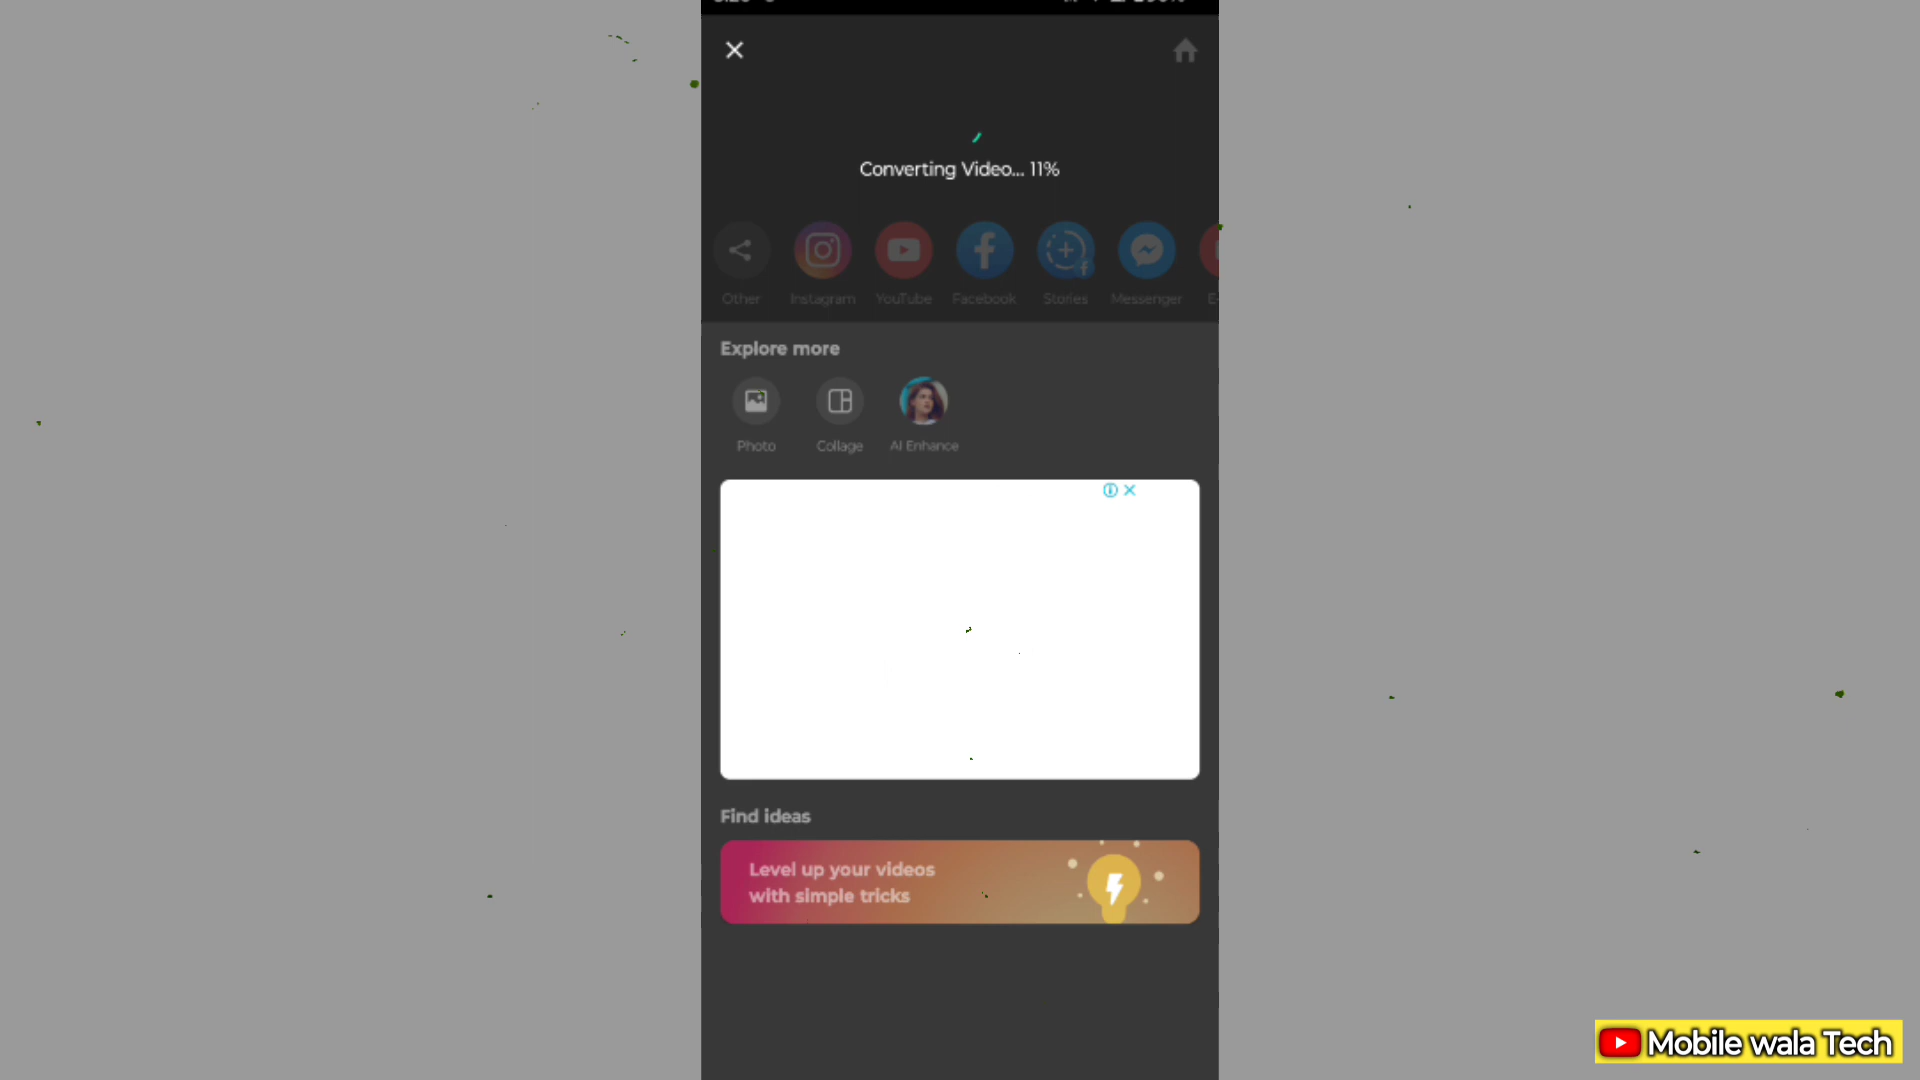 Converting Video... 11%
Other
Instagram
YouTube
Facebook
Stories
Messenger
Explore more
Photo
Collage
AI Enhance
Find ideas
Level up your videos
with simple tricks
Mobile wala Tech